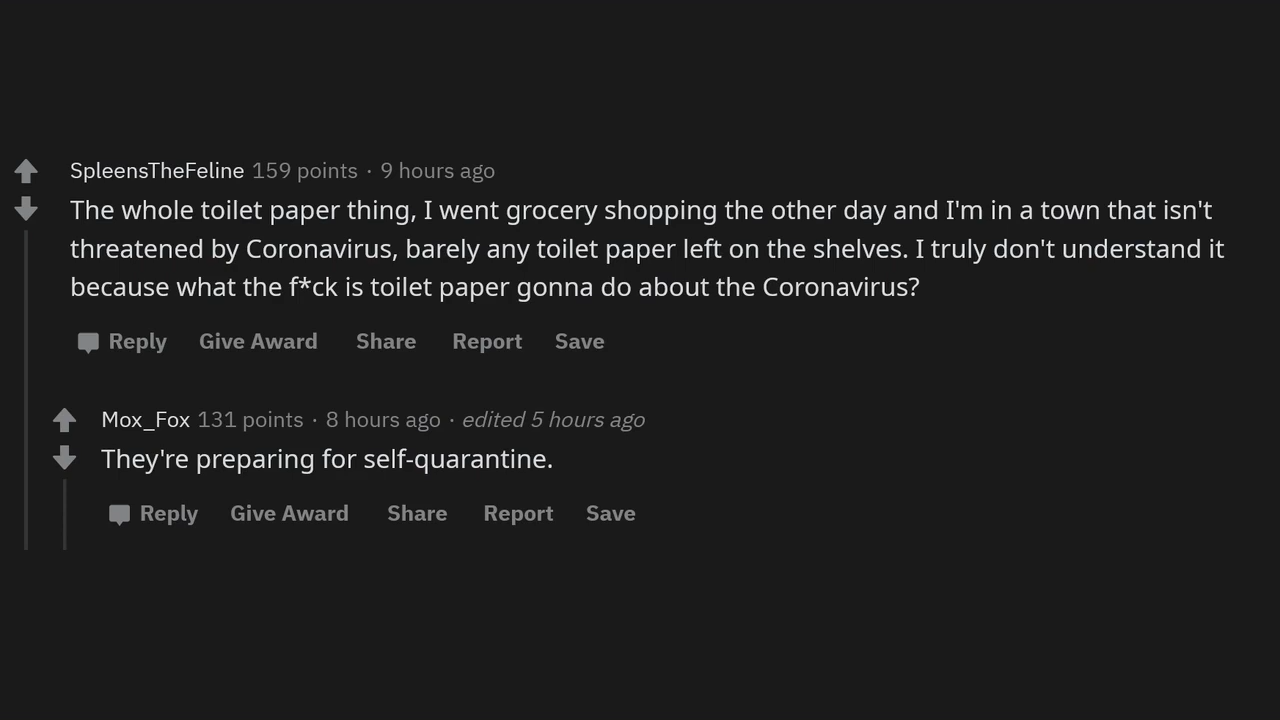 SpleensTheFeline 159 points · 9 hours ago
The whole toilet paper thing, I went grocery shopping the other day and I'm in a town that isn't
threatened by Coronavirus, barely any toilet paper left on the shelves. I truly don't understand it
because what the f*ck is toilet paper gonna do about the Coronavirus?
Reply Give Award Share Report Save
Mox_Fox 131 points · 8 hours ago · edited 5 hours ago
They're preparing for self-quarantine.
Reply Give Award Share Report Save